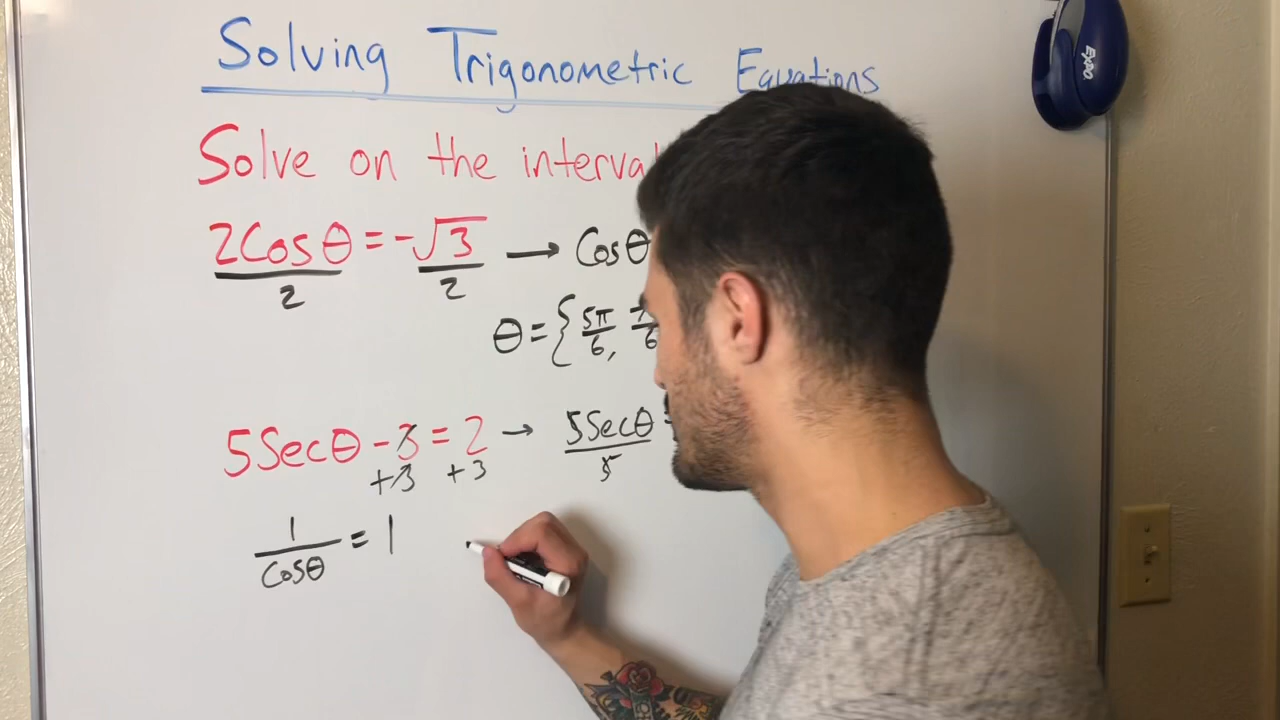 Solving Trigonometric Equations
Solve on the interval
2Cosθ = -√3 → Cosθ
2 2
θ = { 5π/6,
5Secθ - 3 = 2 → 5Secθ
+3 +3 5
1/Cosθ = 1
Expo